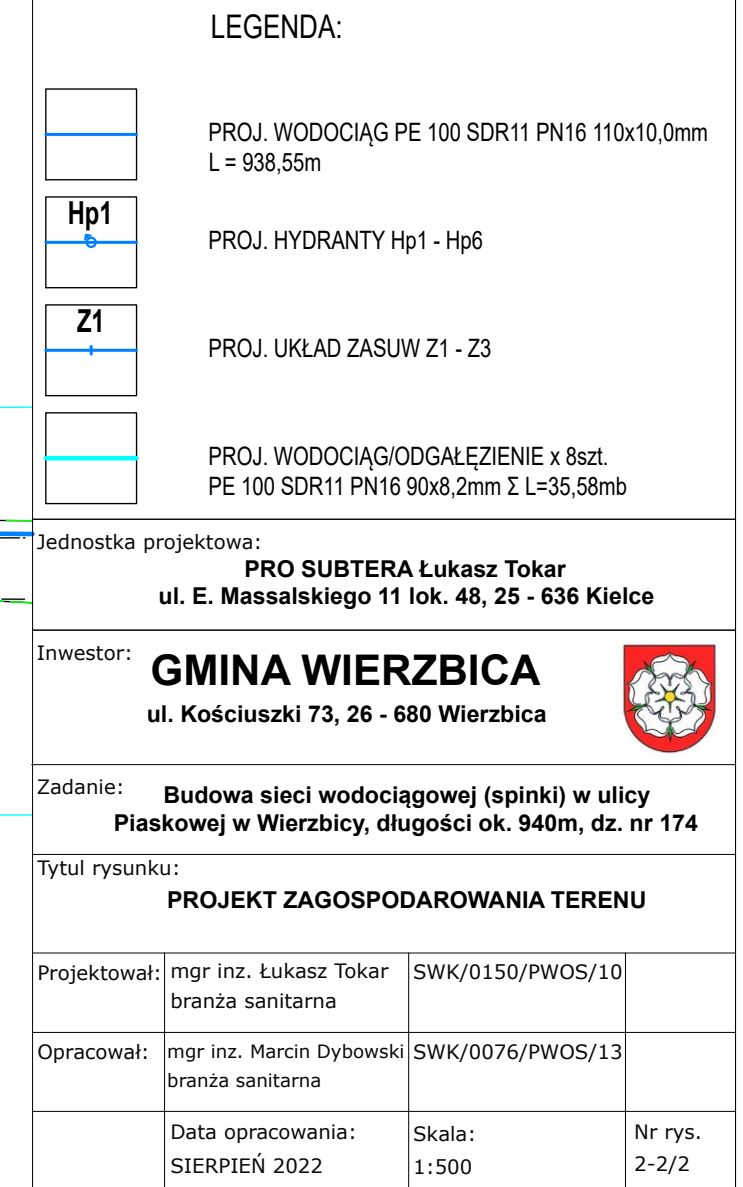 LEGENDA:
PROJ. WODOCIĄG PE 100 SDR11 PN16 110x10,0mm
L = 938,55m
Hp1
PROJ. HYDRANTY Hp1 - Hp6
Z1
PROJ. UKŁAD ZASUW Z1 - Z3
PROJ. WODOCIĄG/ODGAŁĘZIENIE x 8szt.
PE 100 SDR11 PN16 90x8,2mm Σ L=35,58mb
Jednostka projektowa:
PRO SUBTERA Łukasz Tokar
ul. E. Massalskiego 11 lok. 48, 25 - 636 Kielce
Inwestor:
GMINA WIERZBICA
ul. Kościuszki 73, 26 - 680 Wierzbica
Zadanie:
Budowa sieci wodociągowej (spinki) w ulicy
Piaskowej w Wierzbicy, długości ok. 940m, dz. nr 174
Tytul rysunku:
PROJEKT ZAGOSPODAROWANIA TERENU
Projektował:
mgr inz. Łukasz Tokar
branża sanitarna
SWK/0150/PWOS/10
Opracował:
mgr inz. Marcin Dybowski
branża sanitarna
SWK/0076/PWOS/13
Data opracowania:
SIERPIEŃ 2022
Skala:
1:500
Nr rys.
2-2/2